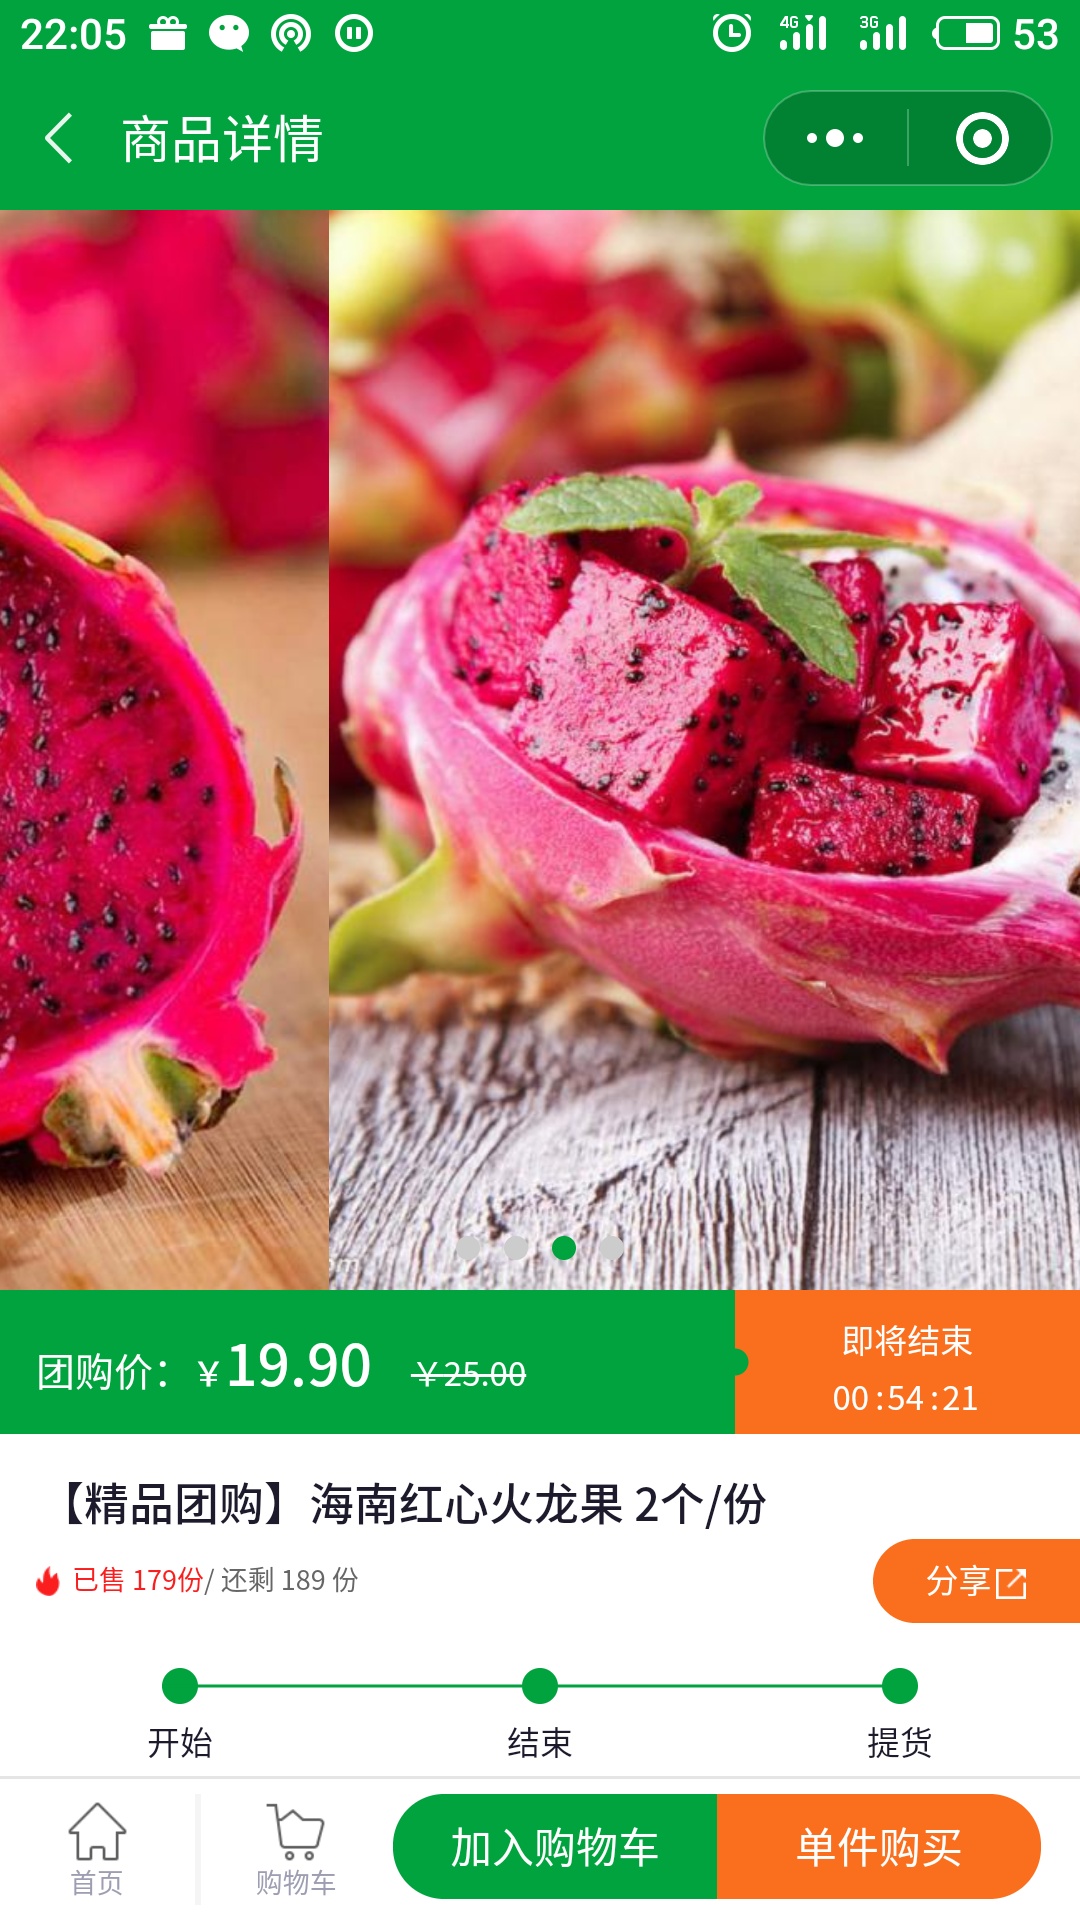 22:05 4G 3G 53
商品详情
团购价：￥19.90 ￥25.00
即将结束
00:54:21
【精品团购】海南红心火龙果 2个/份
已售 179份/ 还剩 189 份
分享
开始 结束 提货
首页 购物车 加入购物车 单件购买